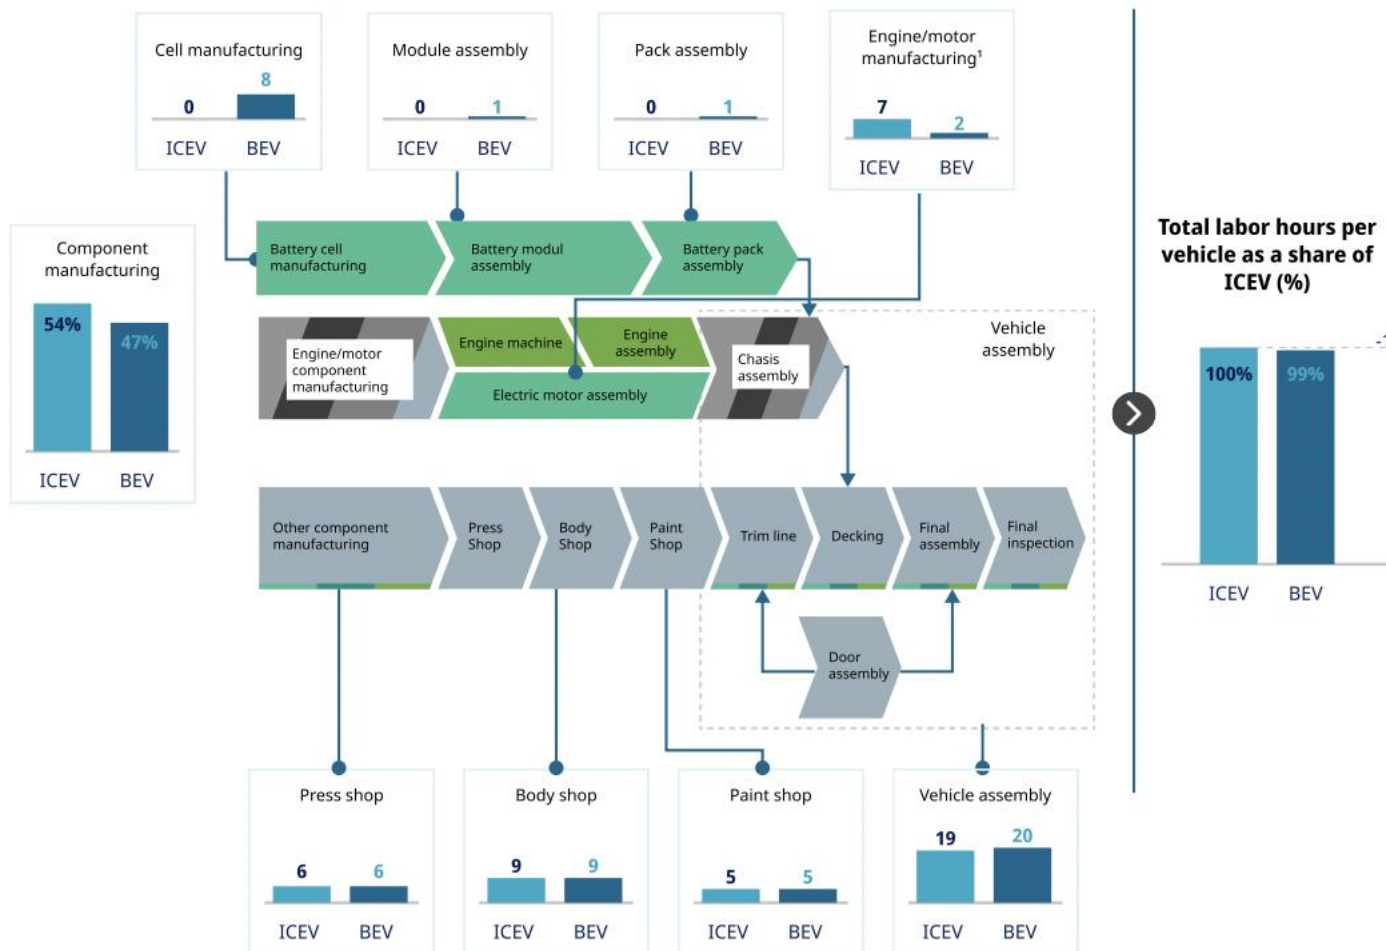 Cell manufacturing
0
8
ICEV
BEV
Module assembly
0
1
ICEV
BEV
Pack assembly
0
1
ICEV
BEV
Engine/motor
manufacturing¹
7
2
ICEV
BEV
Component
manufacturing
54%
47%
ICEV
BEV
Battery cell
manufacturing
Battery modul
assembly
Battery pack
assembly
Engine/motor
component
manufacturing
Engine machine
Engine
assembly
Electric motor assembly
Chasis
assembly
Vehicle
assembly
Other component
manufacturing
Press
Shop
Body
Shop
Paint
Shop
Trim line
Decking
Final
assembly
Final
inspection
Door
assembly
Press shop
6
6
ICEV
BEV
Body shop
9
9
ICEV
BEV
Paint shop
5
5
ICEV
BEV
Vehicle assembly
19
20
ICEV
BEV
Total labor hours per
vehicle as a share of
ICEV (%)
100%
99%
ICEV
BEV